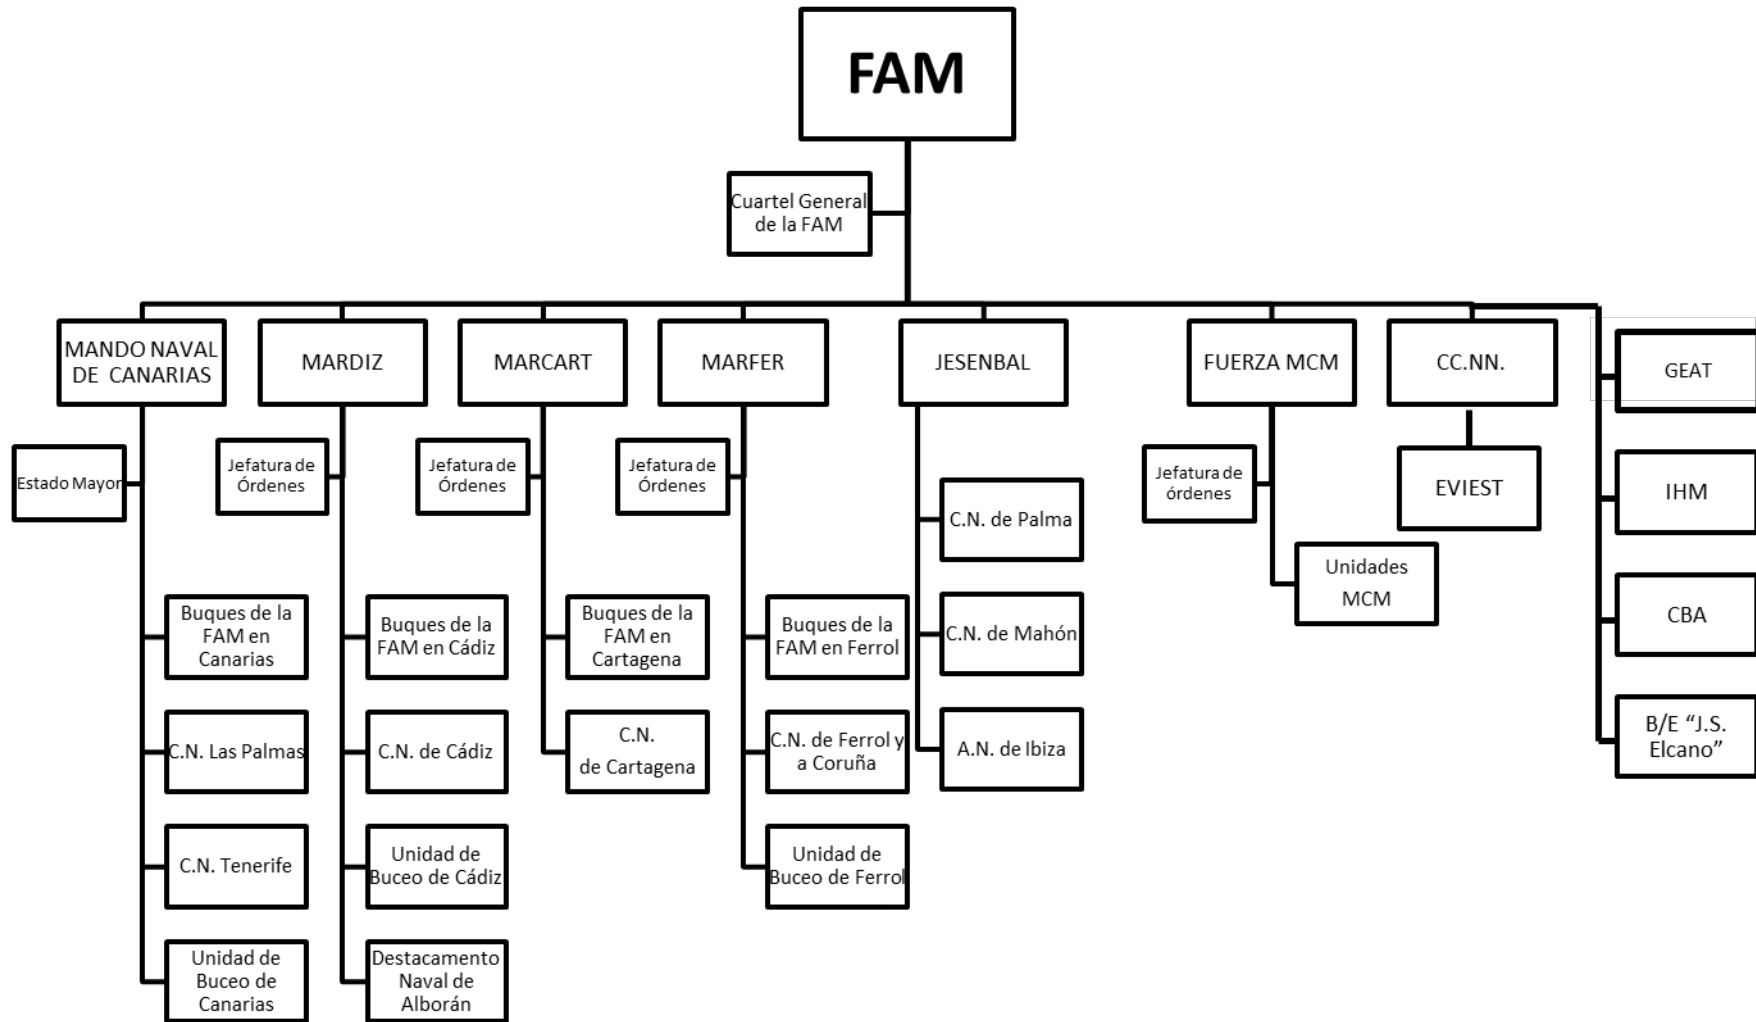 FAM
Cuartel General
de la FAM
MANDO NAVAL
DE CANARIAS
MARDIZ
MARCART
MARFER
JESENBAL
FUERZA MCM
CC.NN.
GEAT
Estado Mayor
Jefatura de
Órdenes
Jefatura de
Órdenes
Jefatura de
Órdenes
C.N. de Palma
Jefatura de
órdenes
EVIEST
IHM
Unidades
MCM
Buques de la
FAM en
Canarias
Buques de la
FAM en Cádiz
Buques de la
FAM en
Cartagena
Buques de la
FAM en Ferrol
C.N. de Mahón
CBA
C.N. Las Palmas
C.N. de Cádiz
C.N.
de Cartagena
C.N. de Ferrol y
a Coruña
A.N. de Ibiza
B/E “J.S.
Elcano”
C.N. Tenerife
Unidad de
Buceo de Cádiz
Unidad de
Buceo de Ferrol
Unidad de
Buceo de
Canarias
Destacamento
Naval de
Alborán